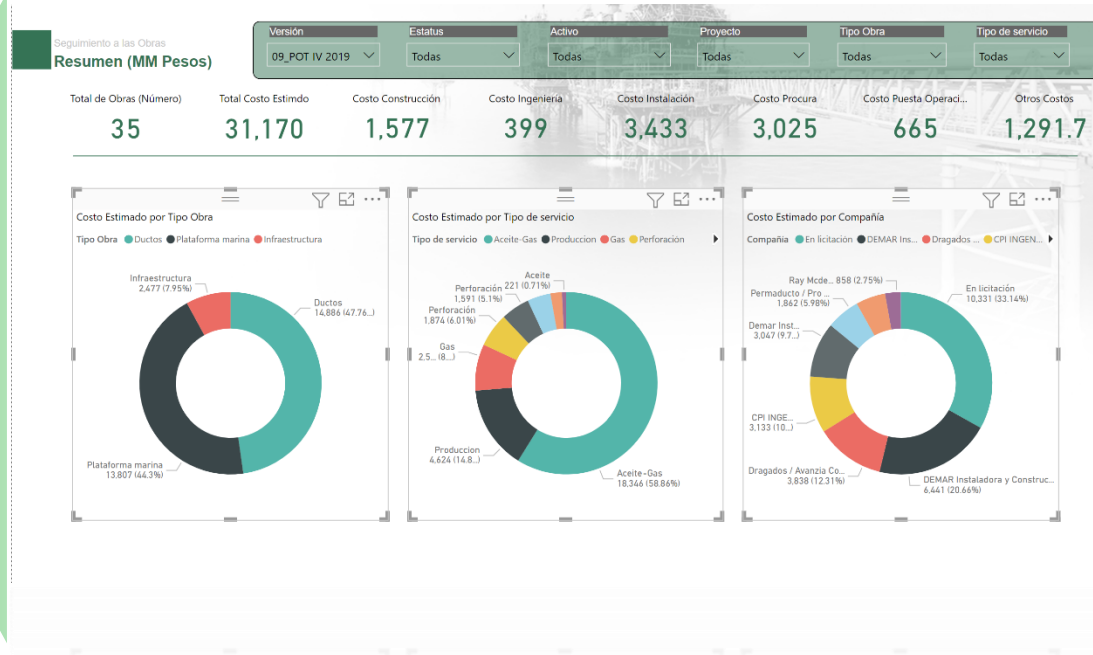 Seguimiento a las Obras
Resumen (MM Pesos)
Versión
09_POT IV 2019
Estatus
Todas
Activo
Todas
Proyecto
Todas
Tipo Obra
Todas
Tipo de servicio
Todas
Total de Obras (Número)
35
Total Costo Estimdo
31,170
Costo Construcción
1,577
Costo Ingeniería
399
Costo Instalación
3,433
Costo Procura
3,025
Costo Puesta Operaci...
665
Otros Costos
1,291.7
Costo Estimado por Tipo Obra
Tipo Obra Ductos Plataforma marina Infraestructura
Infraestructura
2,477 (7.95%)
Ductos
14,886 (47.76...)
Plataforma marina
13,807 (44.3%)
Costo Estimado por Tipo de servicio
Tipo de servicio Aceite-Gas Produccion Gas Perforación
Aceite
221 (0.71%)
Perforación
1,591 (5.1%)
Perforación
1,874 (6.01%)
Gas
2,5... (8....)
Produccion
4,624 (14.8...)
Aceite-Gas
18,346 (58.86%)
Costo Estimado por Compañía
Compañia En licitación DEMAR Ins... Dragados ... CPI INGEN...
Ray Mcde... 858 (2.75%)
Permaducto / Pro ...
1,862 (5.98%)
Demar Inst...
3,047 (9.7...)
CPI INGE...
3,133 (10...)
Dragados / Avanzia Co...
3,838 (12.31%)
En licitación
10,331 (33.14%)
DEMAR Instaladora y Construc...
6,441 (20.66%)